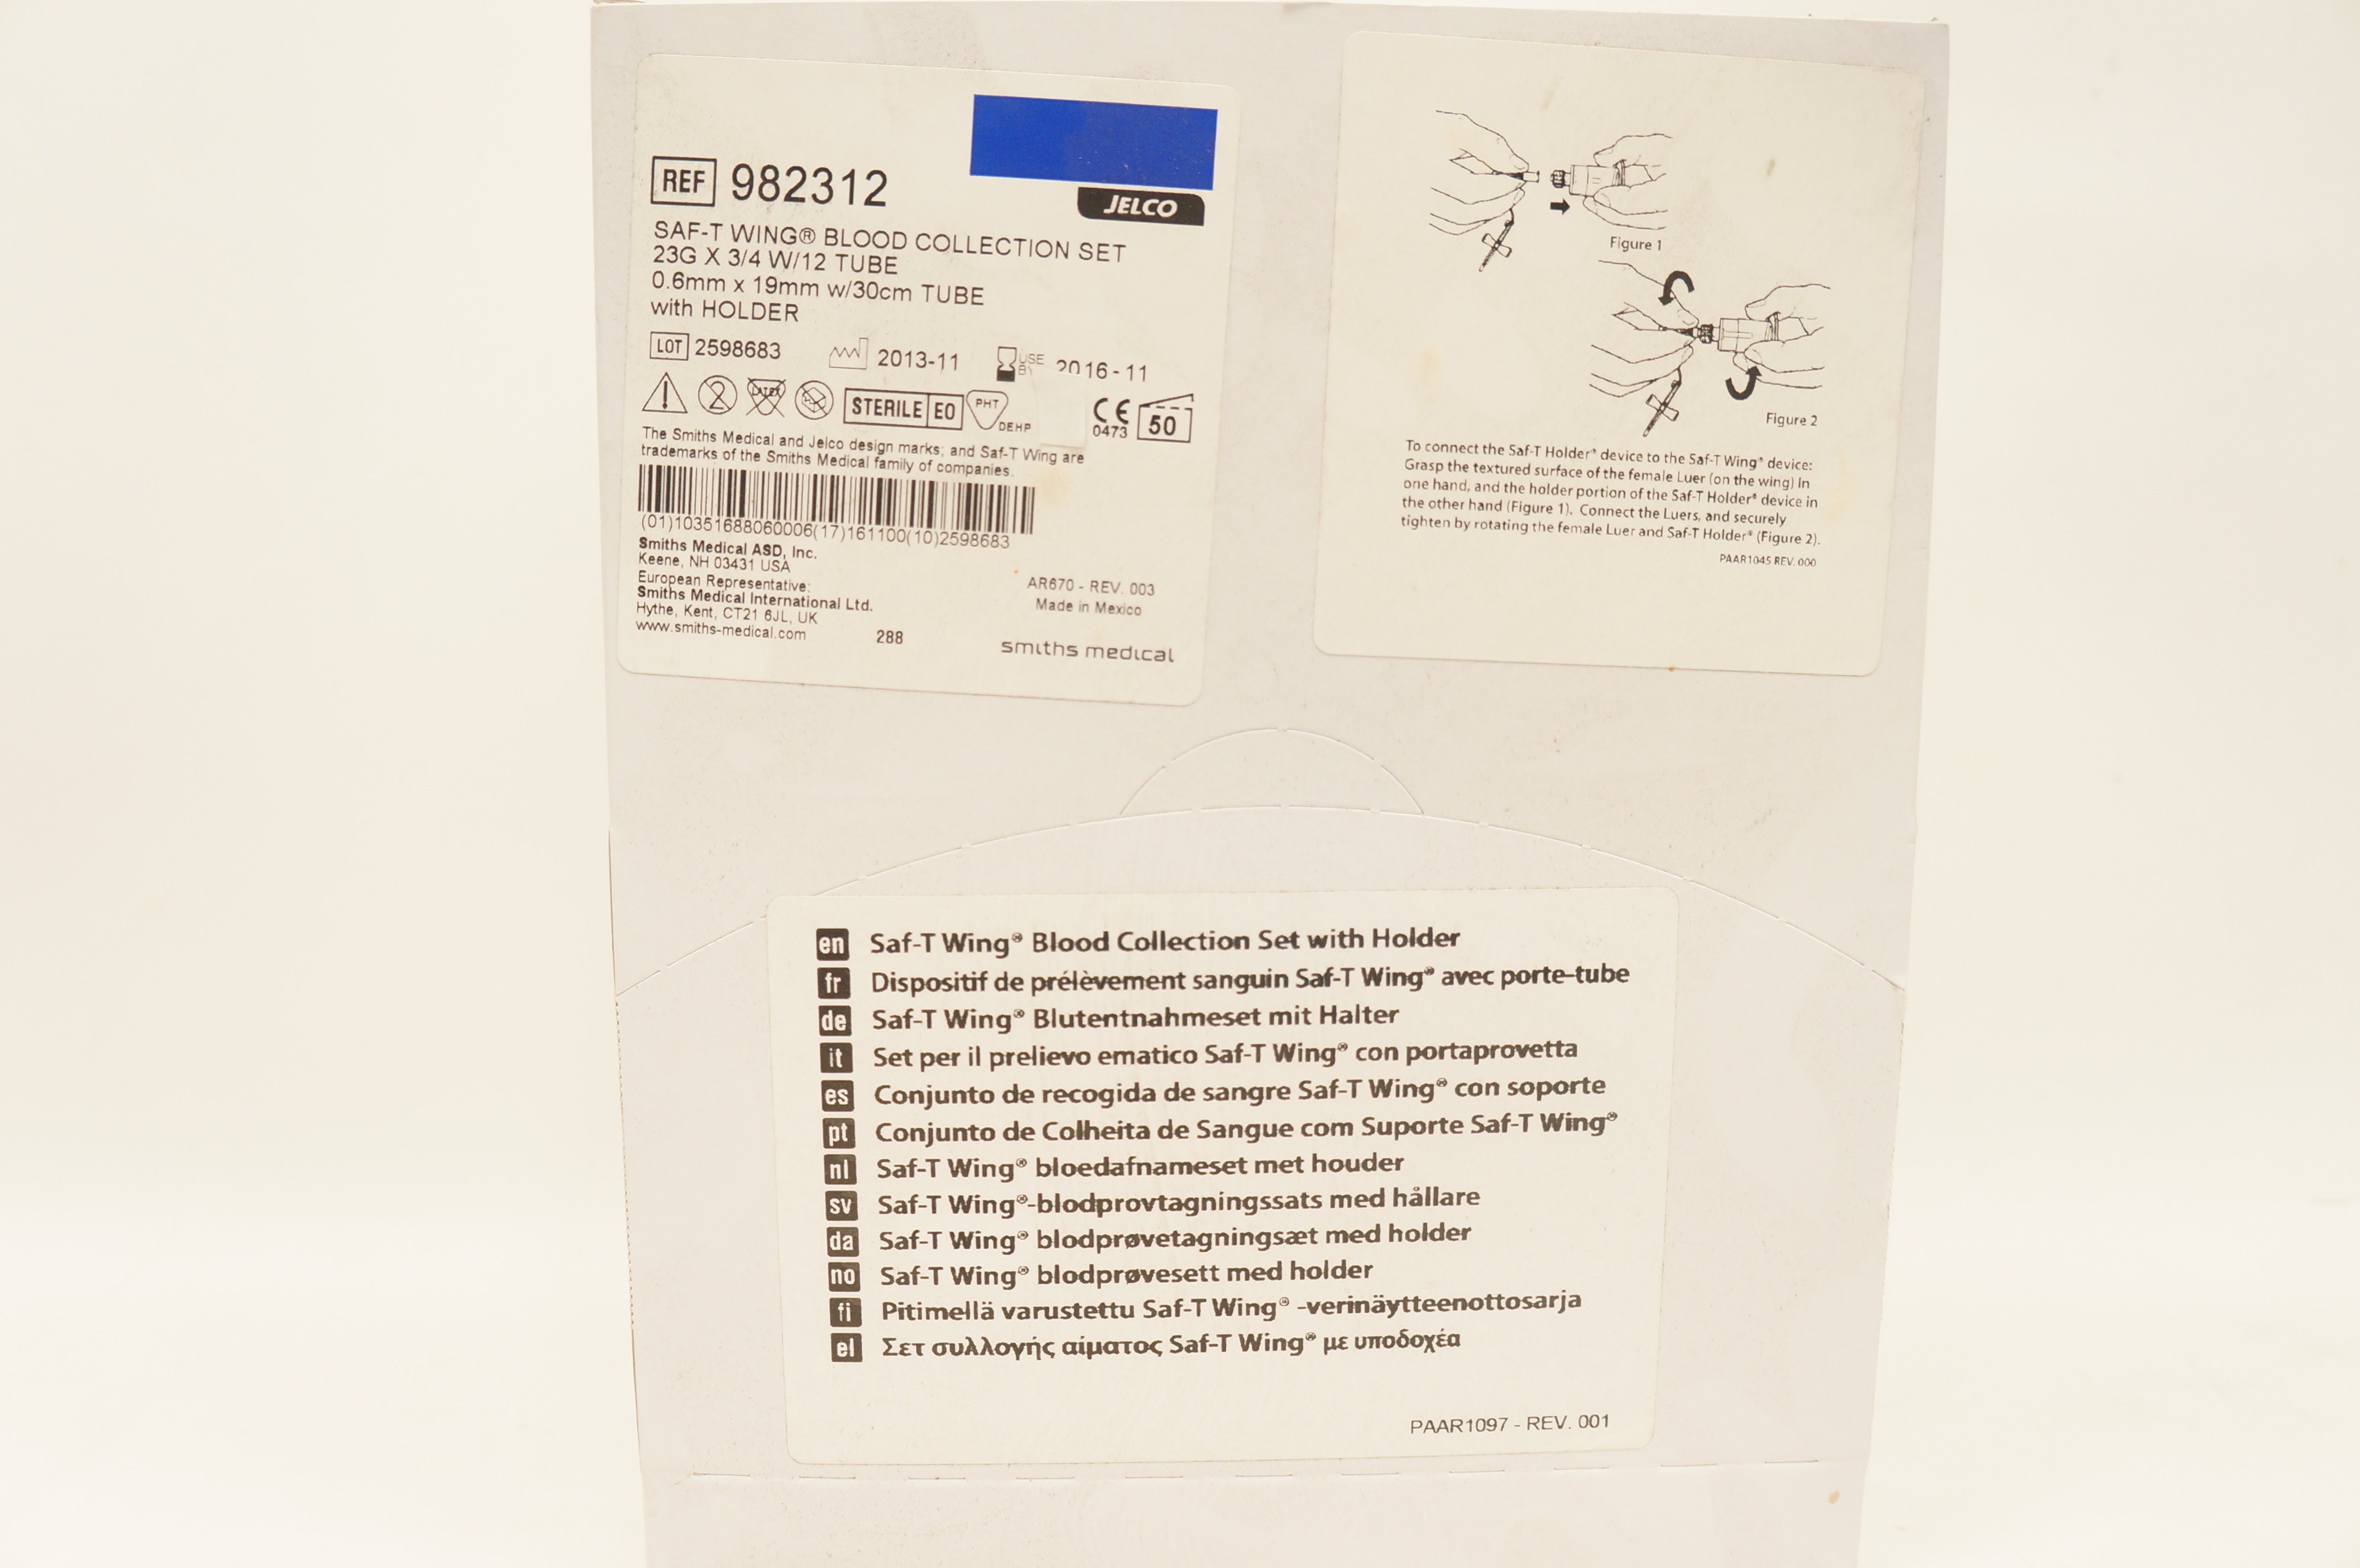 REF 982312
JELCO
SAF-T WING® BLOOD COLLECTION SET
23G X 3/4 W/12 TUBE
0.6mm x 19mm w/30cm TUBE
with HOLDER
LOT 2598683 2013-11 USE BY 2016-11
2 LATEX STERILE EO PHT DEHP CE 0473 50
The Smiths Medical and Jelco design marks; and Saf-T Wing are
trademarks of the Smiths Medical family of companies.
(01)10351688060006(17)161100(10)2598683
Smiths Medical ASD, Inc.
Keene, NH 03431 USA
European Representative:
Smiths Medical International Ltd.
Hythe, Kent, CT21 6JL, UK
www.smiths-medical.com 288
AR670 - REV. 003
Made in Mexico
smiths medical
Figure 1
Figure 2
To connect the Saf-T Holder® device to the Saf-T Wing® device:
Grasp the textured surface of the female Luer (on the wing) in
one hand, and the holder portion of the Saf-T Holder® device in
the other hand (Figure 1). Connect the Luers, and securely
tighten by rotating the female Luer and Saf-T Holder® (Figure 2).
PAAR1045 REV. 000
en Saf-T Wing® Blood Collection Set with Holder
fr Dispositif de prélèvement sanguin Saf-T Wing® avec porte-tube
de Saf-T Wing® Blutentnahmeset mit Halter
it Set per il prelievo ematico Saf-T Wing® con portaprovetta
es Conjunto de recogida de sangre Saf-T Wing® con soporte
pt Conjunto de Colheita de Sangue com Suporte Saf-T Wing®
nl Saf-T Wing® bloedafnameset met houder
sv Saf-T Wing®-blodprovtagningssats med hållare
da Saf-T Wing® blodprøvetagningsæt med holder
no Saf-T Wing® blodprøvesett med holder
fi Pitimellä varustettu Saf-T Wing® -verinäytteenottosarja
el Σετ συλλογής αίματος Saf-T Wing® με υποδοχέα
PAAR1097 - REV. 001